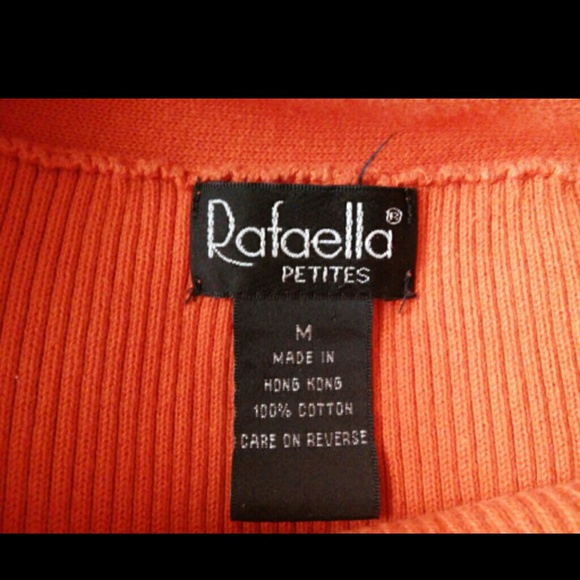 Rafaella®
PETITES
M
MADE IN
HONG KONG
100% COTTON
CARE ON REVERSE